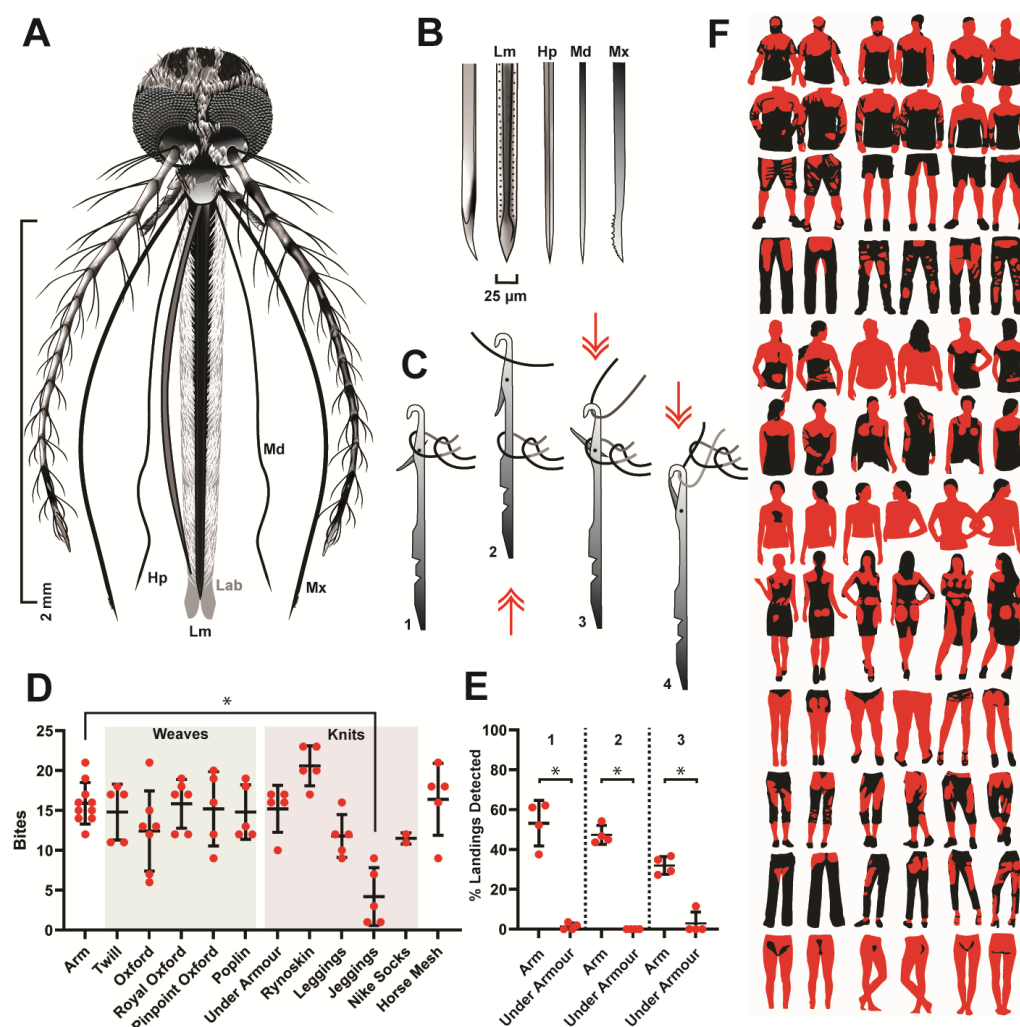 A
2 mm
Hp
Lab
Lm
Md
Mx
B
Lm
Hp
Md
Mx
25 µm
C
1
2
3
4
D
*
Weaves
Knits
Bites
25
20
15
10
5
0
Arm
Twill
Oxford
Royal Oxford
Pinpoint Oxford
Poplin
Under Armour
Rynoskin
Leggings
Jeggings
Nike Socks
Horse Mesh
E
% Landings Detected
100
80
60
40
20
0
1
2
3
*
*
*
Arm
Under Armour
Arm
Under Armour
Arm
Under Armour
F